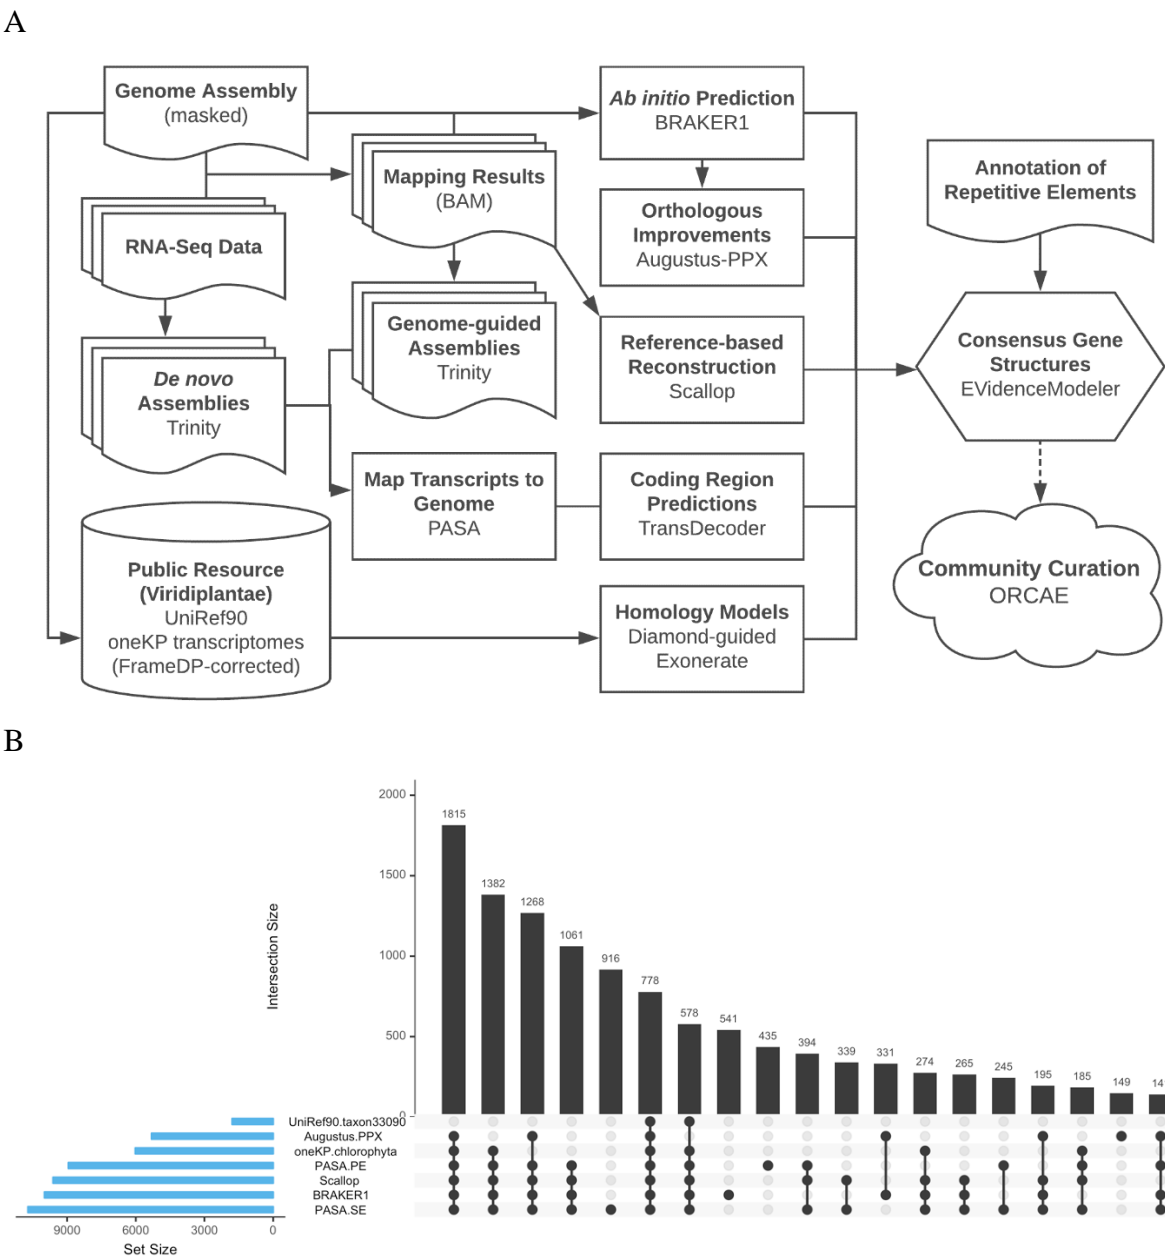 A
Genome Assembly
(masked)
Ab initio Prediction
BRAKER1
Annotation of
Repetitive Elements
Mapping Results
(BAM)
RNA-Seq Data
Orthologous
Improvements
Augustus-PPX
Genome-guided
Assemblies
Trinity
Reference-based
Reconstruction
Scallop
Consensus Gene
Structures
EVidenceModeler
De novo
Assemblies
Trinity
Map Transcripts to
Genome
PASA
Coding Region
Predictions
TransDecoder
Public Resource
(Viridiplantae)
UniRef90
oneKP transcriptomes
(FrameDP-corrected)
Homology Models
Diamond-guided
Exonerate
Community Curation
ORCAE
B
Intersection Size
2000
1500
1000
500
0
1815
1382
1268
1061
916
778
578
541
435
394
339
331
274
265
245
195
185
149
14
UniRef90.taxon33090
Augustus.PPX
oneKP.chlorophyta
PASA.PE
Scallop
BRAKER1
PASA.SE
9000 6000 3000 0
Set Size